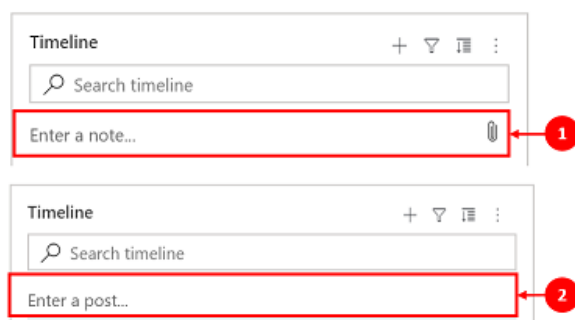 Timeline
Search timeline
Enter a note...
1
Timeline
Search timeline
Enter a post...
2